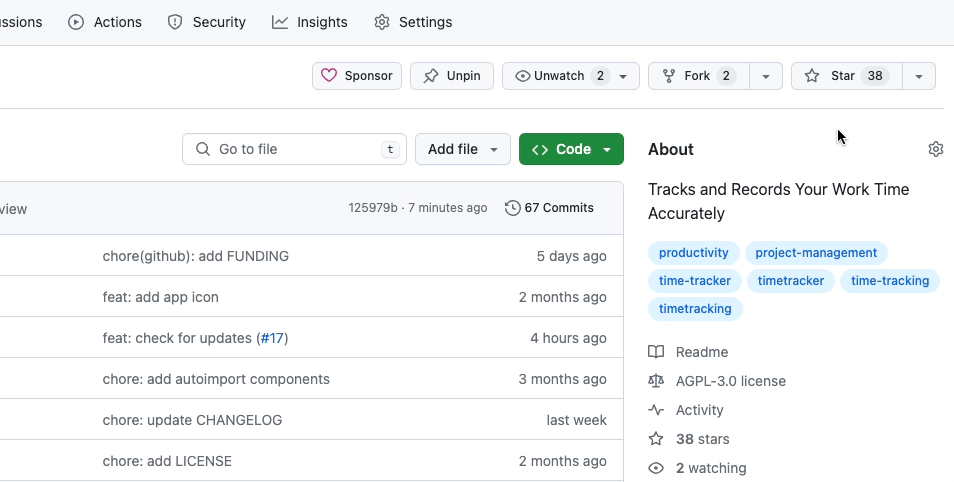 ssions Actions Security Insights Settings
Sponsor Unpin Unwatch 2 Fork 2 Star 38
Go to file t Add file Code
About
Tracks and Records Your Work Time
Accurately
view 125979b · 7 minutes ago 67 Commits
productivity project-management
time-tracker timetracker time-tracking
timetracking
chore(github): add FUNDING 5 days ago
feat: add app icon 2 months ago
feat: check for updates (#17) 4 hours ago
chore: add autoimport components 3 months ago
chore: update CHANGELOG last week
chore: add LICENSE 2 months ago
Readme
AGPL-3.0 license
Activity
38 stars
2 watching